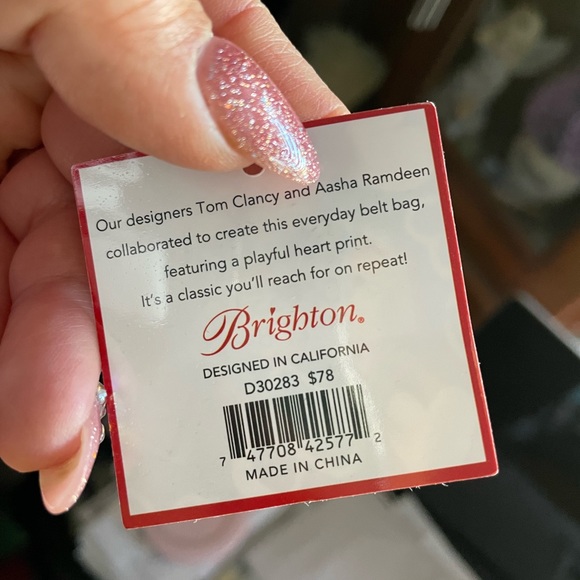 Our designers Tom Clancy and Aasha Ramdeen
collaborated to create this everyday belt bag,
featuring a playful heart print.
It's a classic you'll reach for on repeat!
Brighton®
DESIGNED IN CALIFORNIA
D30283 $78
7 47708 42577 2
MADE IN CHINA